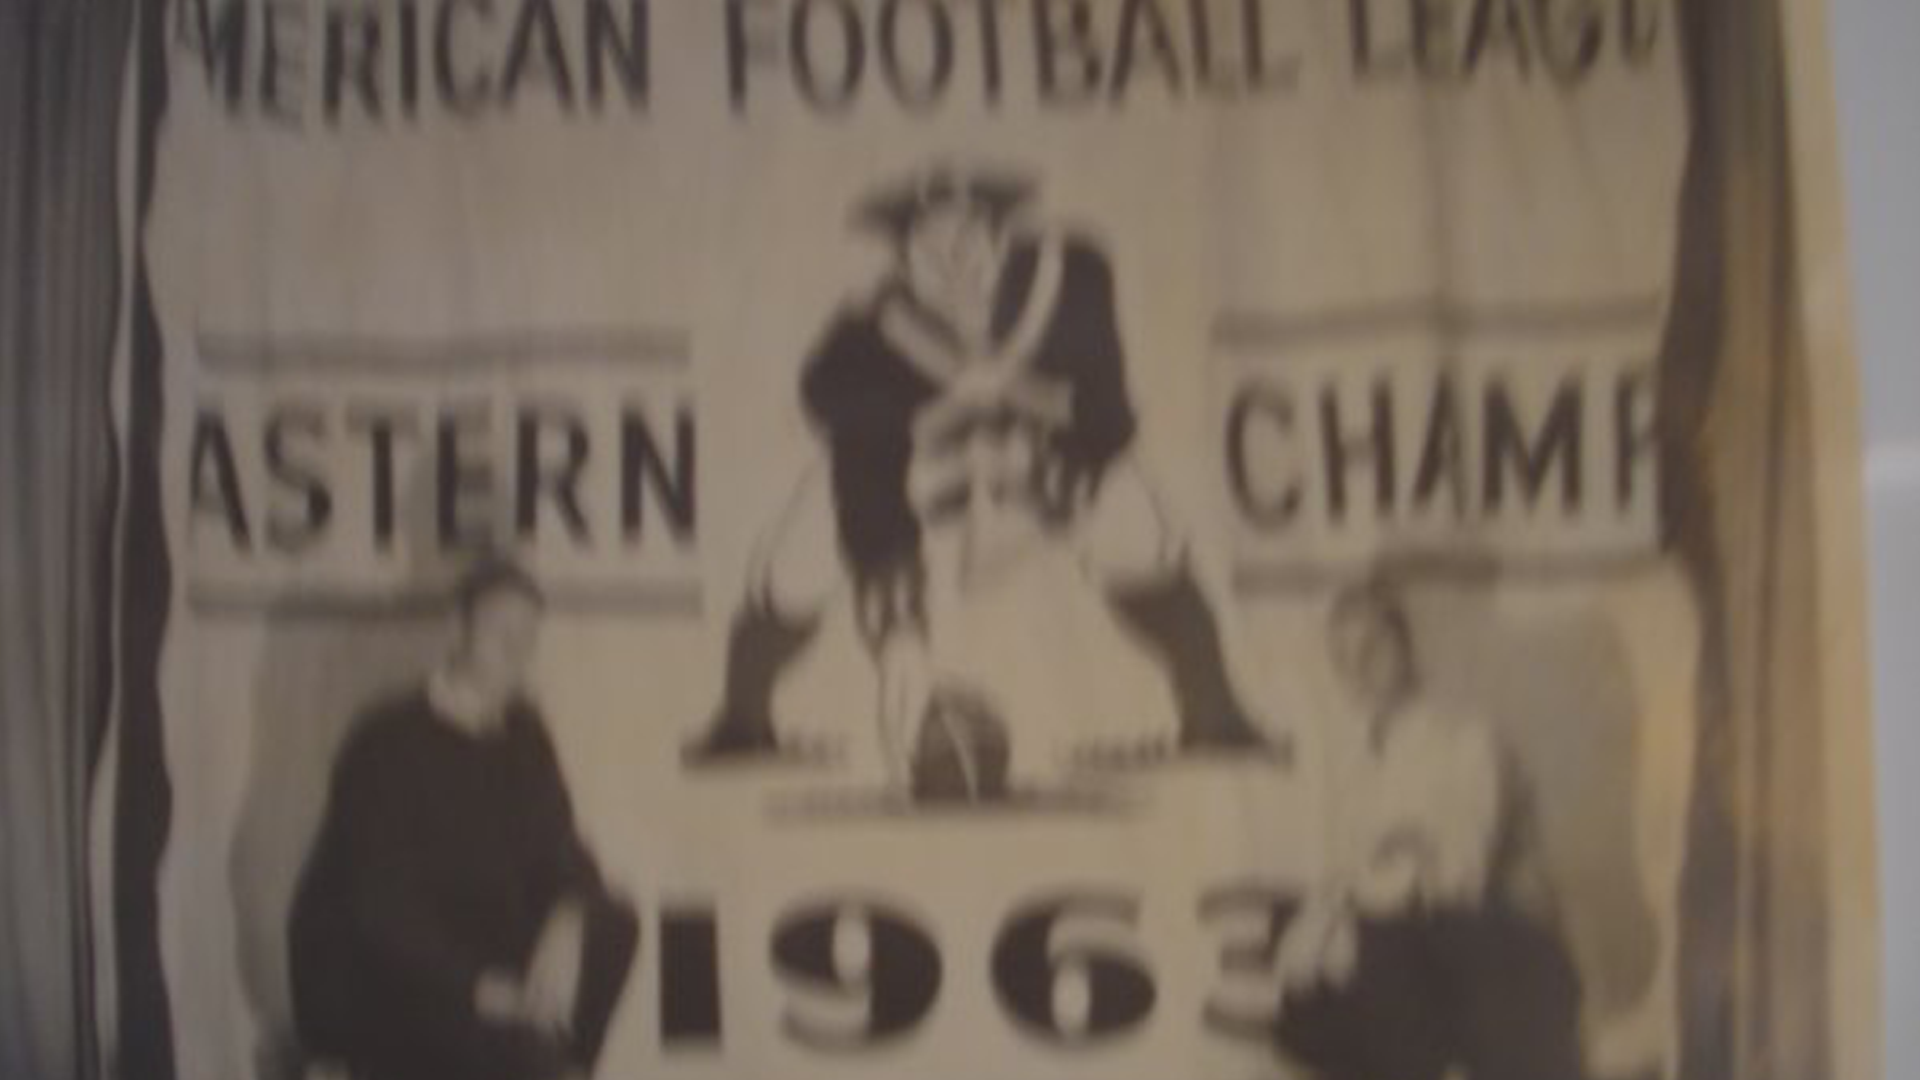 MERICAN FOOTBALL LEAGU
ASTERN CHAMP
1963